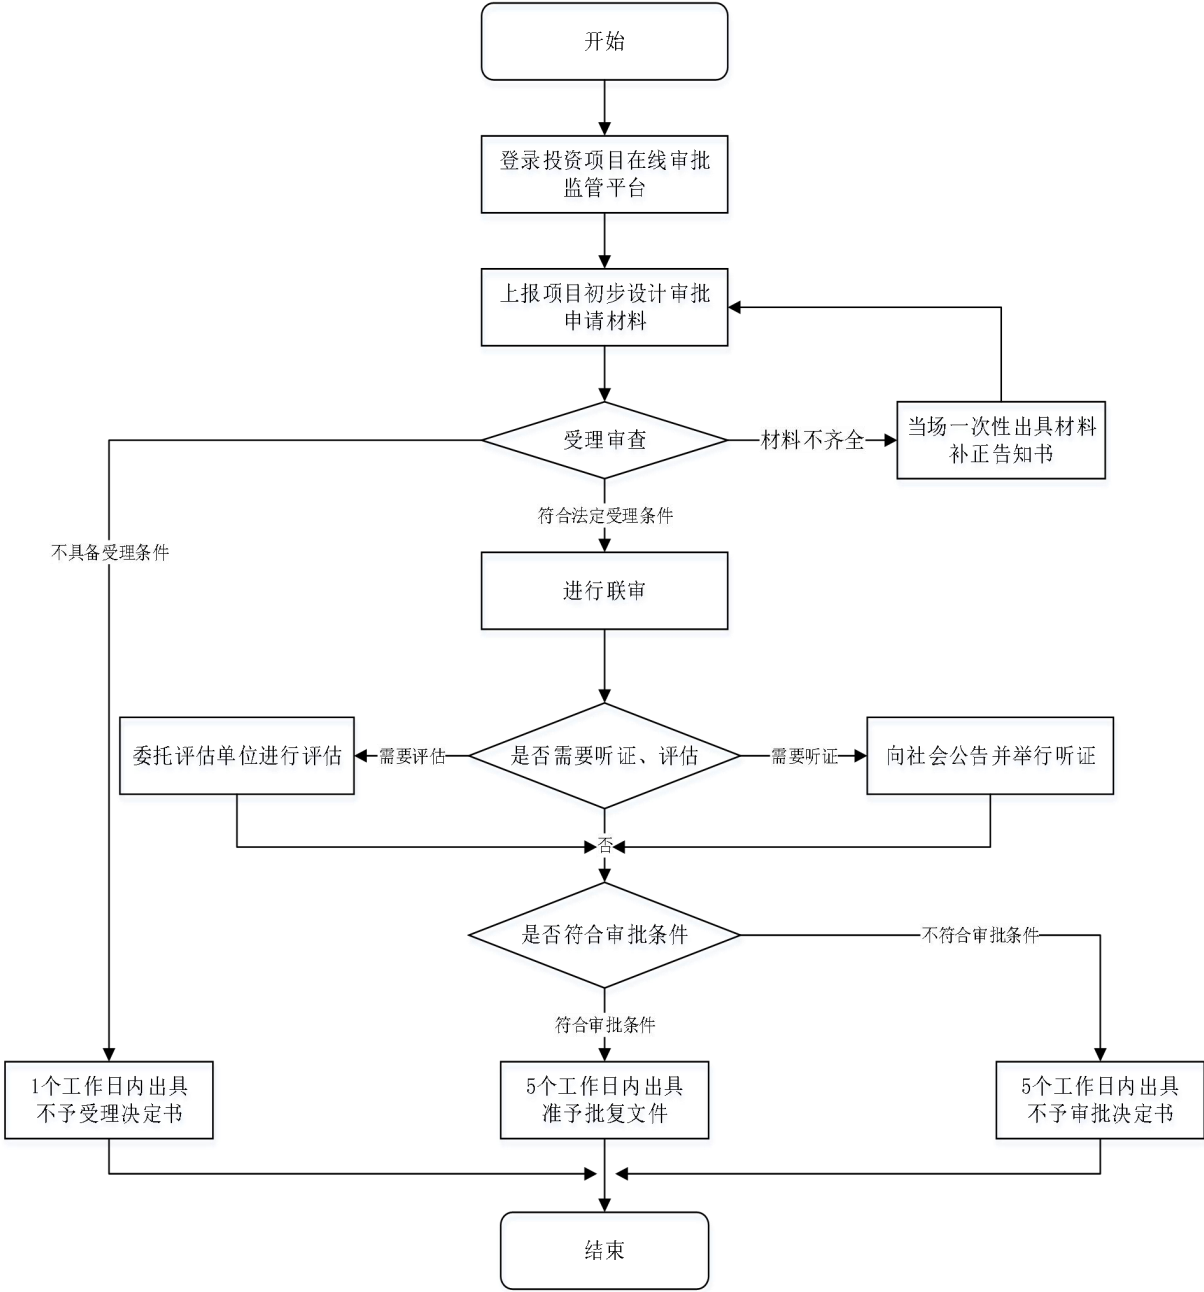 开始
登录投资项目在线审批
监管平台
上报项目初步设计审批
申请材料
受理审查
材料不齐全
当场一次性出具材料
补正告知书
符合法定受理条件
不具备受理条件
进行联审
委托评估单位进行评估
需要评估
是否需要听证、评估
需要听证
向社会公告并举行听证
否
是否符合审批条件
不符合审批条件
符合审批条件
1个工作日内出具
不予受理决定书
5个工作日内出具
准予批复文件
5个工作日内出具
不予审批决定书
结束